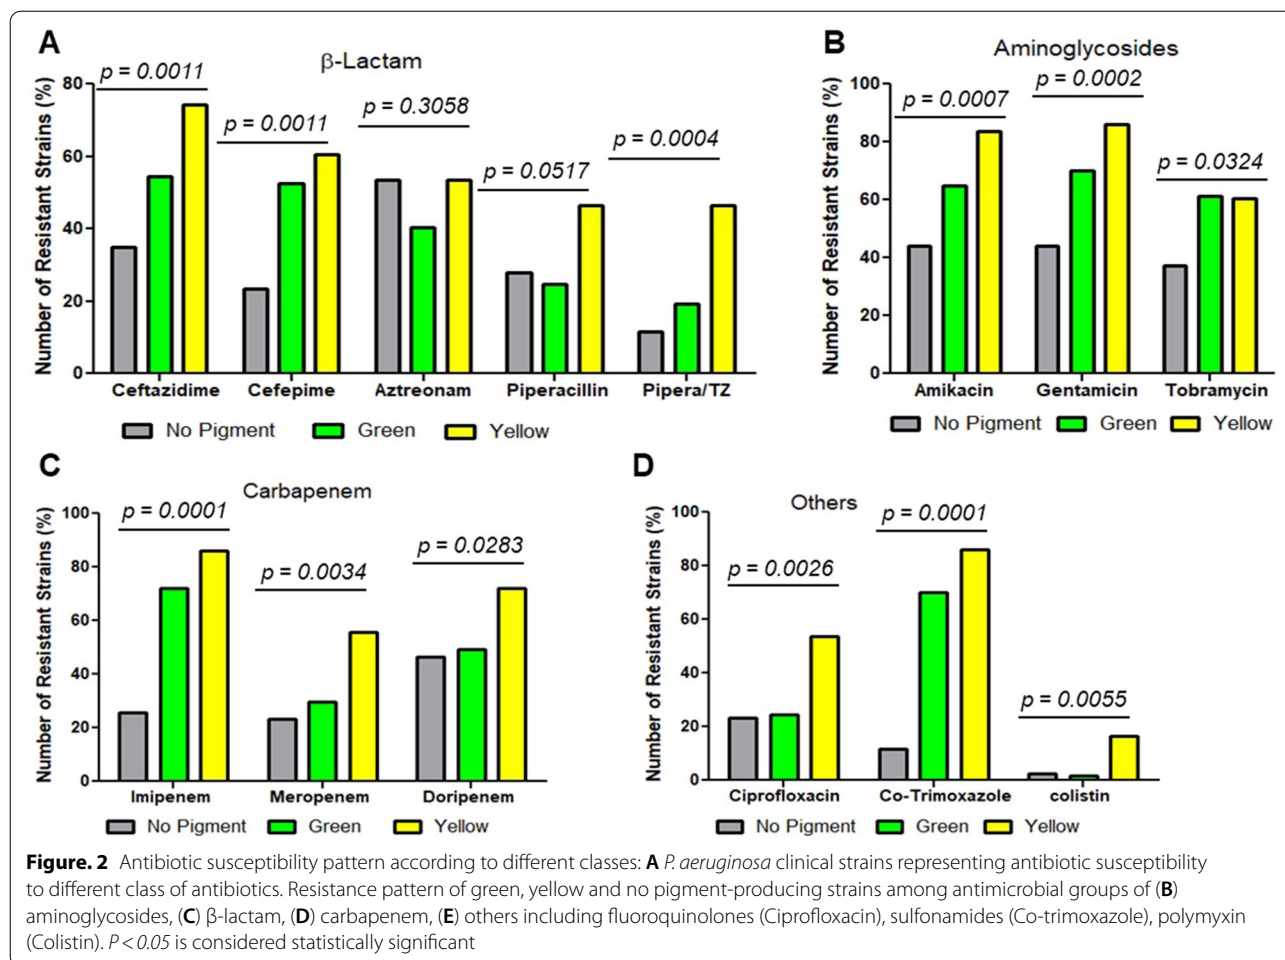 A
β-Lactam
Number of Resistant Strains (%)
80
60
40
20
0
p = 0.0011
p = 0.0011
p = 0.3058
p = 0.0517
p = 0.0004
Ceftazidime Cefepime Aztreonam Piperacillin Pipera/TZ
No Pigment Green Yellow
B
Aminoglycosides
Number of Resistant Strains (%)
100
80
60
40
20
0
p = 0.0007
p = 0.0002
p = 0.0324
Amikacin Gentamicin Tobramycin
No Pigment Green Yellow
C
Carbapenem
Number of Resistant Strains (%)
100
80
60
40
20
0
p = 0.0001
p = 0.0034
p = 0.0283
Imipenem Meropenem Doripenem
No Pigment Green Yellow
D
Others
Number of Resistant Strains (%)
100
80
60
40
20
0
p = 0.0026
p = 0.0001
p = 0.0055
Ciprofloxacin Co-Trimoxazole colistin
No Pigment Green Yellow
Figure. 2 Antibiotic susceptibility pattern according to different classes: A P. aeruginosa clinical strains representing antibiotic susceptibility
to different class of antibiotics. Resistance pattern of green, yellow and no pigment-producing strains among antimicrobial groups of (B)
aminoglycosides, (C) β-lactam, (D) carbapenem, (E) others including fluoroquinolones (Ciprofloxacin), sulfonamides (Co-trimoxazole), polymyxin
(Colistin). P < 0.05 is considered statistically significant